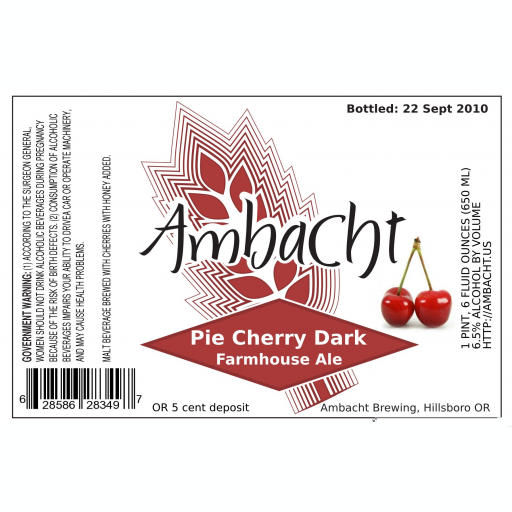 GOVERNMENT WARNING: (1) ACCORDING TO THE SURGEON GENERAL,
WOMEN SHOULD NOT DRINK ALCOHOLIC BEVERAGES DURING PREGNANCY
BECAUSE OF THE RISK OF BIRTH DEFECTS. (2) CONSUMPTION OF ALCOHOLIC
BEVERAGES IMPAIRS YOUR ABILITY TO DRIVE A CAR OR OPERATE MACHINERY,
AND MAY CAUSE HEALTH PROBLEMS.
MALT BEVERAGE BREWED WITH CHERRIES WITH HONEY ADDED.
6 28586 28349 7
Bottled: 22 Sept 2010
Ambacht
Pie Cherry Dark
Farmhouse Ale
OR 5 cent deposit
Ambacht Brewing, Hillsboro OR
1 PINT, 6 FLUID OUNCES (650 ML)
6.5% ALCOHOL BY VOLUME
HTTP://AMBACHT.US